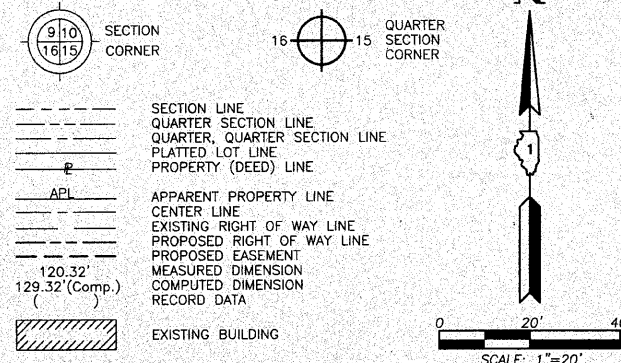 9 10 SECTION
16 15 CORNER
16 15 QUARTER
SECTION
CORNER
SECTION LINE
QUARTER SECTION LINE
QUARTER, QUARTER SECTION LINE
PLATTED LOT LINE
PROPERTY (DEED) LINE
APL APPARENT PROPERTY LINE
CENTER LINE
EXISTING RIGHT OF WAY LINE
PROPOSED RIGHT OF WAY LINE
PROPOSED EASEMENT
120.32' MEASURED DIMENSION
129.32'(Comp.) COMPUTED DIMENSION
( ) RECORD DATA
EXISTING BUILDING
1
0 20' 40
SCALE: 1"=20'